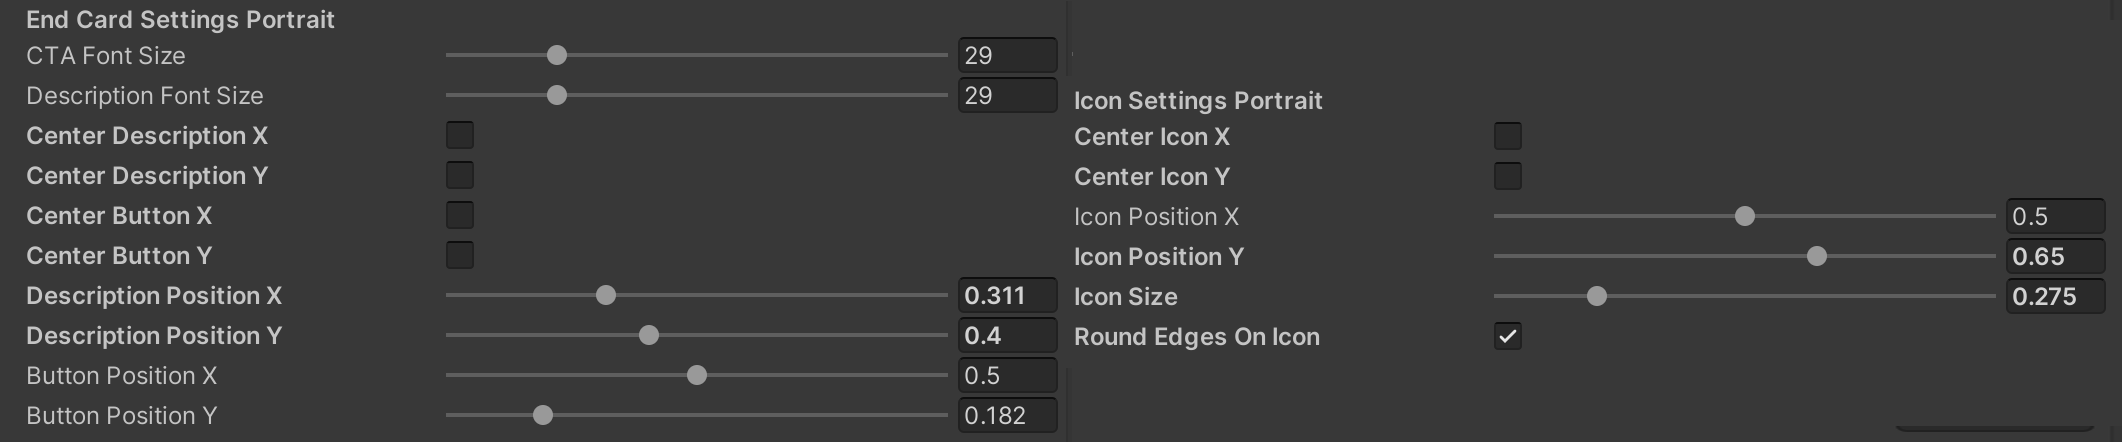 End Card Settings Portrait
CTA Font Size 29
Description Font Size 29
Center Description X
Center Description Y
Center Button X
Center Button Y
Description Position X 0.311
Description Position Y 0.4
Button Position X 0.5
Button Position Y 0.182
Icon Settings Portrait
Center Icon X
Center Icon Y
Icon Position X 0.5
Icon Position Y 0.65
Icon Size 0.275
Round Edges On Icon